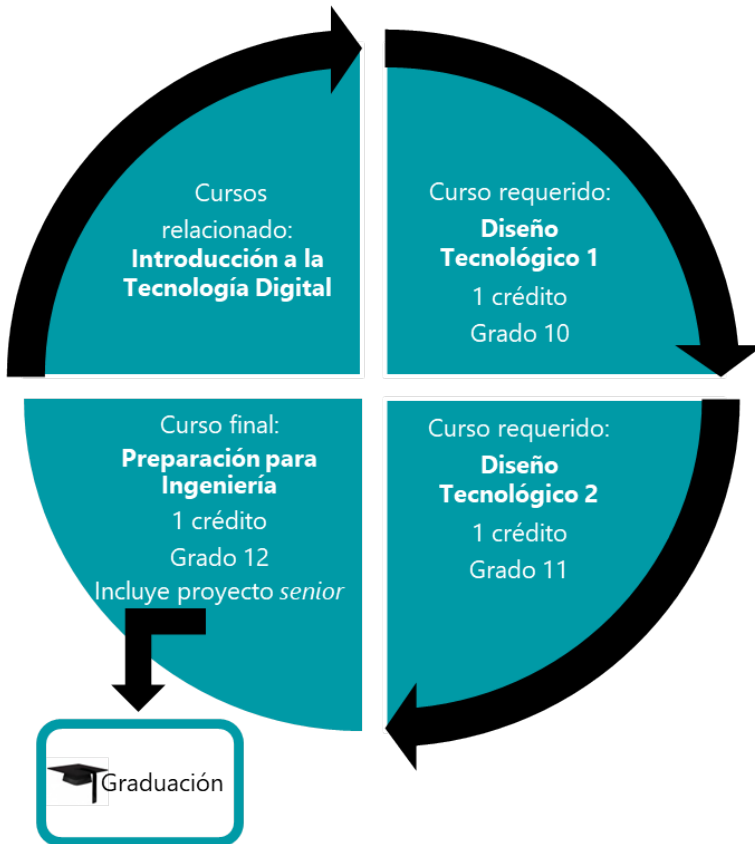 Cursos
relacionado:
Introducción a la
Tecnología Digital
Curso requerido:
Diseño
Tecnológico 1
1 crédito
Grado 10
Curso requerido:
Diseño
Tecnológico 2
1 crédito
Grado 11
Curso final:
Preparación para
Ingeniería
1 crédito
Grado 12
Incluye proyecto senior
Graduación